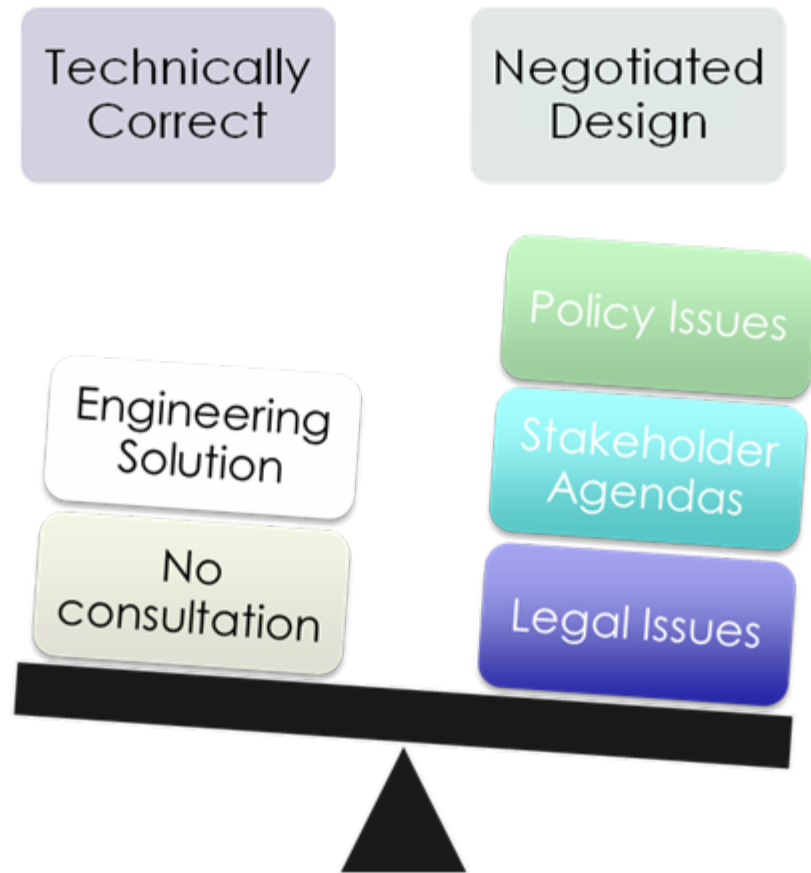 Technically
Correct
Negotiated
Design
Policy Issues
Engineering
Solution
Stakeholder
Agendas
No
consultation
Legal Issues